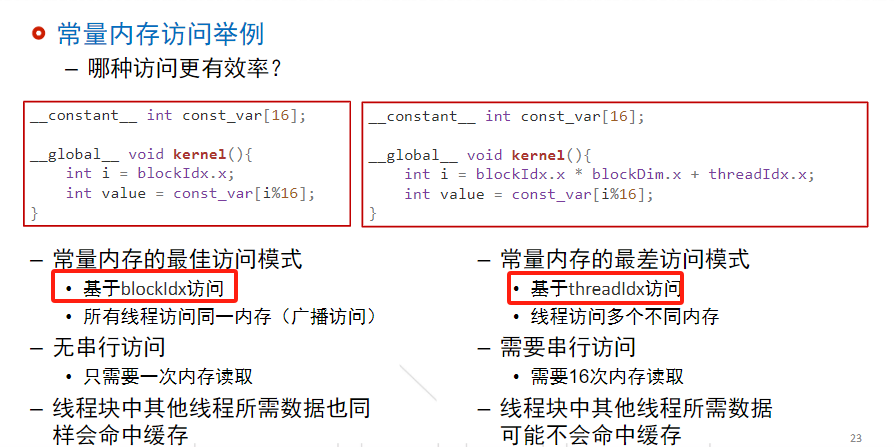 常量内存访问举例
– 哪种访问更有效率？
__constant__ int const_var[16];
__global__ void kernel(){
int i = blockIdx.x;
int value = const_var[i%16];
}
__constant__ int const_var[16];
__global__ void kernel(){
int i = blockIdx.x * blockDim.x + threadIdx.x;
int value = const_var[i%16];
}
– 常量内存的最佳访问模式
• 基于blockIdx访问
• 所有线程访问同一内存（广播访问）
– 无串行访问
• 只需要一次内存读取
– 线程块中其他线程所需数据也同
样会命中缓存
– 常量内存的最差访问模式
• 基于threadIdx访问
• 线程访问多个不同内存
– 需要串行访问
• 需要16次内存读取
– 线程块中其他线程所需数据
可能不会命中缓存
23